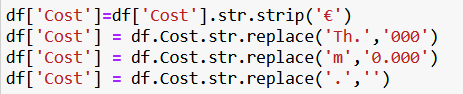 df['Cost']=df['Cost'].str.strip('€')
df['Cost'] = df.Cost.str.replace('Th.','000')
df['Cost'] = df.Cost.str.replace('m','0.000')
df['Cost'] = df.Cost.str.replace('.','')